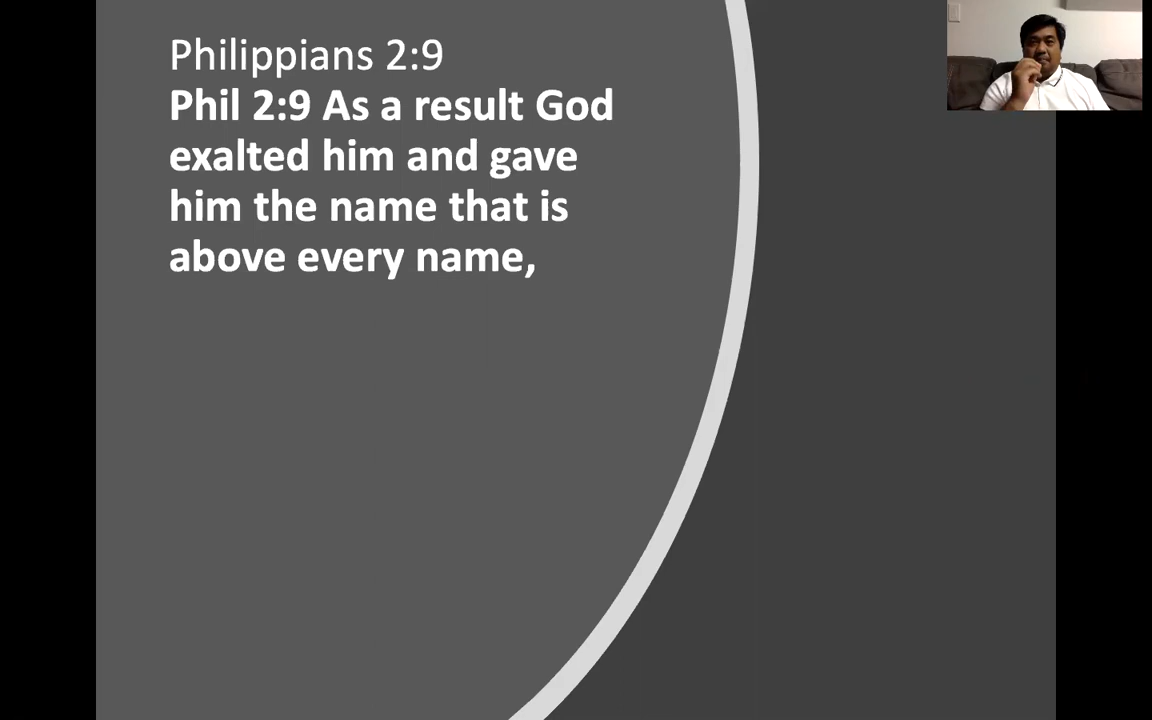 Philippians 2:9
Phil 2:9 As a result God
exalted him and gave
him the name that is
above every name,